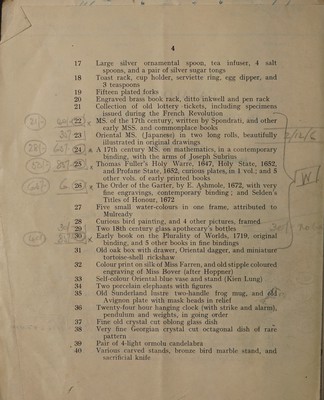 4
17 Large silver ornamental spoon, tea infuser, 4 salt
spoons, and a pair of silver sugar tongs
18 Toast rack, cup holder, serviette ring, egg dipper, and
3 teaspoons
19 Fifteen plated forks
20 Engraved brass book rack, ditto inkwell and pen rack
21 Collection of old lottery tickets, including specimens
issued during the French Revolution
22 MS. of the 17th century, written by Spondrati, and other
early MSS. and commonplace books
23 Oriental MS. (Japanese) in two long rolls, beautifully
illustrated in original drawings
24 A 17th century MS. on mathematics, in a contemporary
binding, with the arms of Joseph Subrius
25 Thomas Fuller's Holy Warre, 1647, Holy State, 1652,
and Profane State, 1652, curious plates, in 1 vol.; and 5
other vols. of early printed books
26 The Order of the Garter, by E. Ashmole, 1672, with very
fine engravings, contemporary binding; and Selden's
Titles of Honour, 1672
27 Five small water-colours in one frame, attributed to
Mulready
28 Curious bird painting, and 4 other pictures, framed
29 Two 18th century glass apothecary's bottles
30 Early book on the Plurality of Worlds, 1719, original
binding, and 5 other books in fine bindings
31 Old oak box with drawer, Oriental dagger, and miniature
tortoise-shell rickshaw
32 Colour print on silk of Miss Farren, and old stipple coloured
engraving of Miss Bover (after Hoppner)
33 Self-colour Oriental blue vase and stand (Kien Lung)
34 Two porcelain elephants with figures
35 Old Sunderland lustre two-handle frog mug, and old
Avignon plate with mask heads in relief
36 Twenty-four hour hanging clock (with strike and alarm),
pendulum and weights, in going order
37 Fine old crystal cut oblong glass dish
38 Very fine Georgian crystal cut octagonal dish of rare
pattern
39 Pair of 4-light ormolu candelabra
40 Various carved stands, bronze bird marble stand, and
sacrificial knife